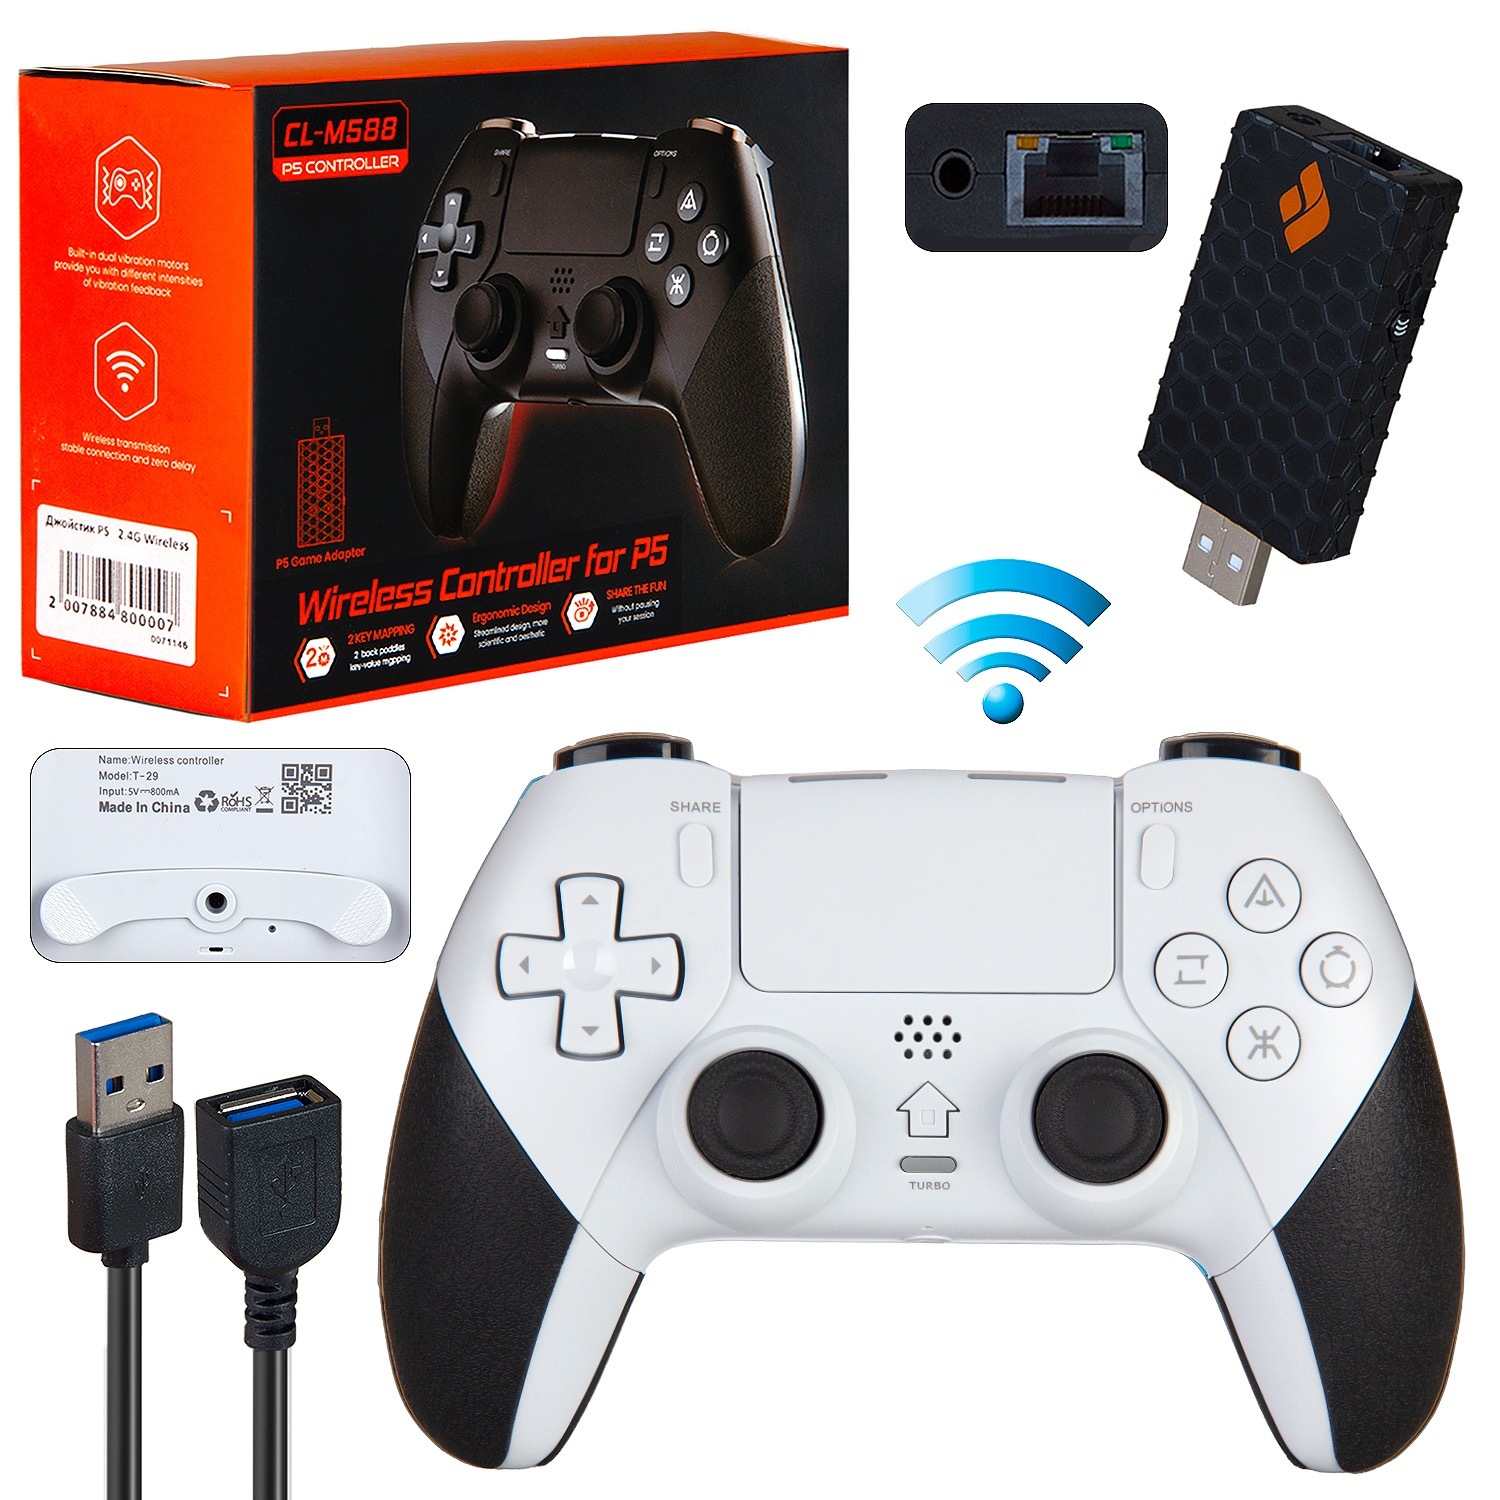 CL-M588
P5 CONTROLLER
SHARE
OPTIONS
TURBO
Built-in dual vibration motors
provide you with different intensities
of vibration feedback
Wireless transmission
stable connection and zero delay
Джойстик PS 2.4G Wireless
2 007884 800007
0071146
P5 Game Adapter
Wireless Controller for P5
2
2 KEY MAPPING
2 back paddles
key-value mapping
Ergonomic Design
Streamlined design, more
scientific and aesthetic
SHARE THE FUN
Without pausing
your session
Name:Wireless controller
Model:T-29
Input:5V⎓800mA
Made In China
RoHS
COMPLIANT
SHARE
OPTIONS
TURBO